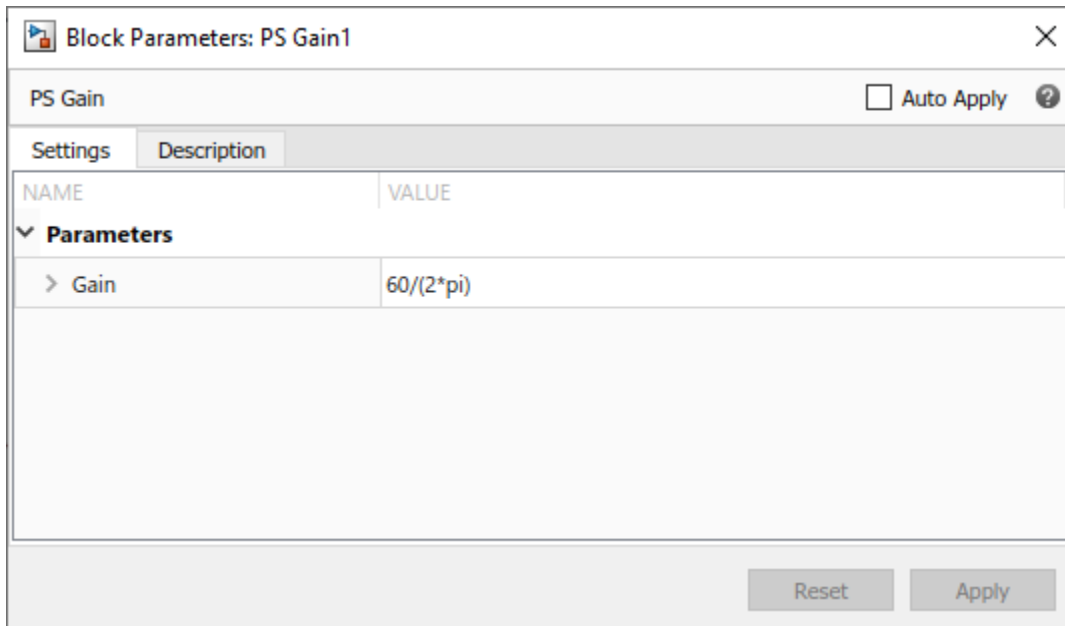 Block Parameters: PS Gain1
PS Gain Auto Apply
Settings Description
NAME VALUE
Parameters
Gain 60/(2*pi)
Reset Apply